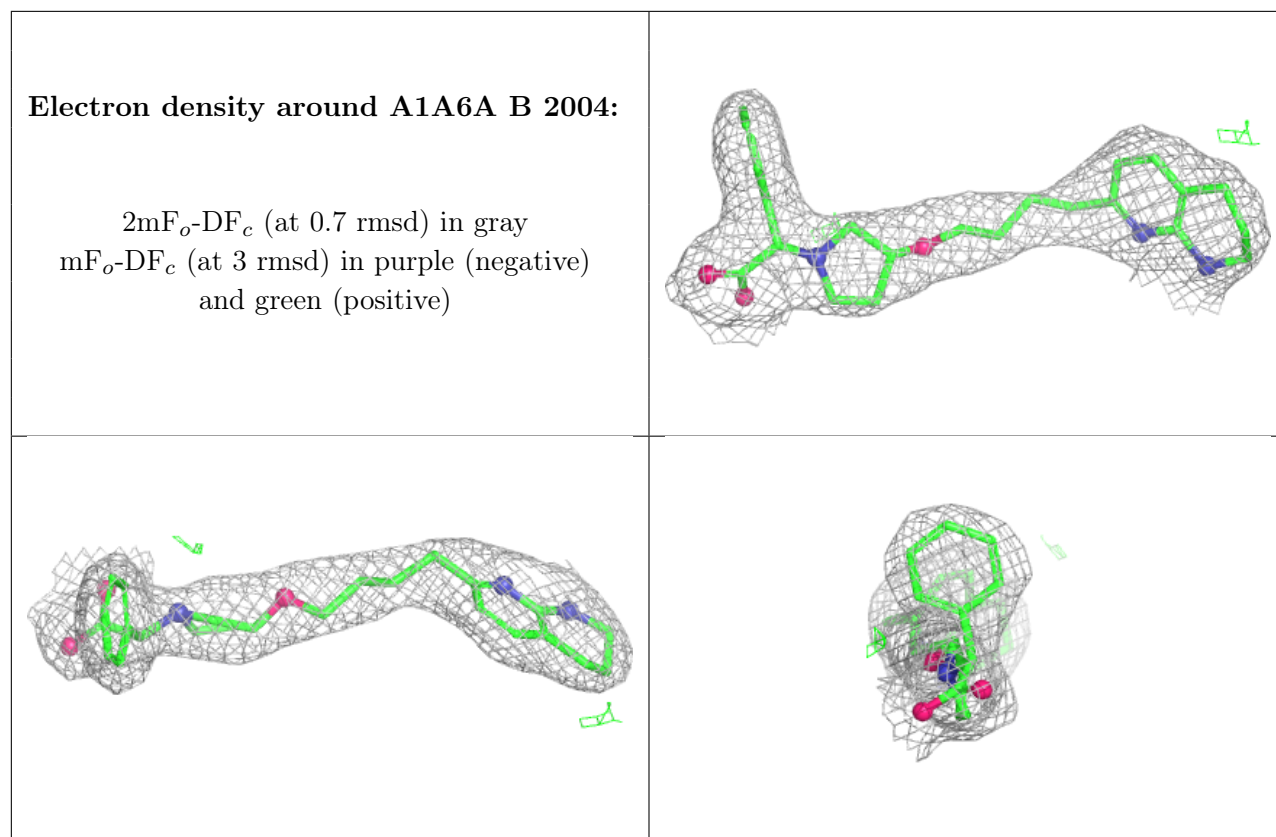 Electron density around A1A6A B 2004:
2mFo-DFc (at 0.7 rmsd) in gray
mFo-DFc (at 3 rmsd) in purple (negative)
and green (positive)